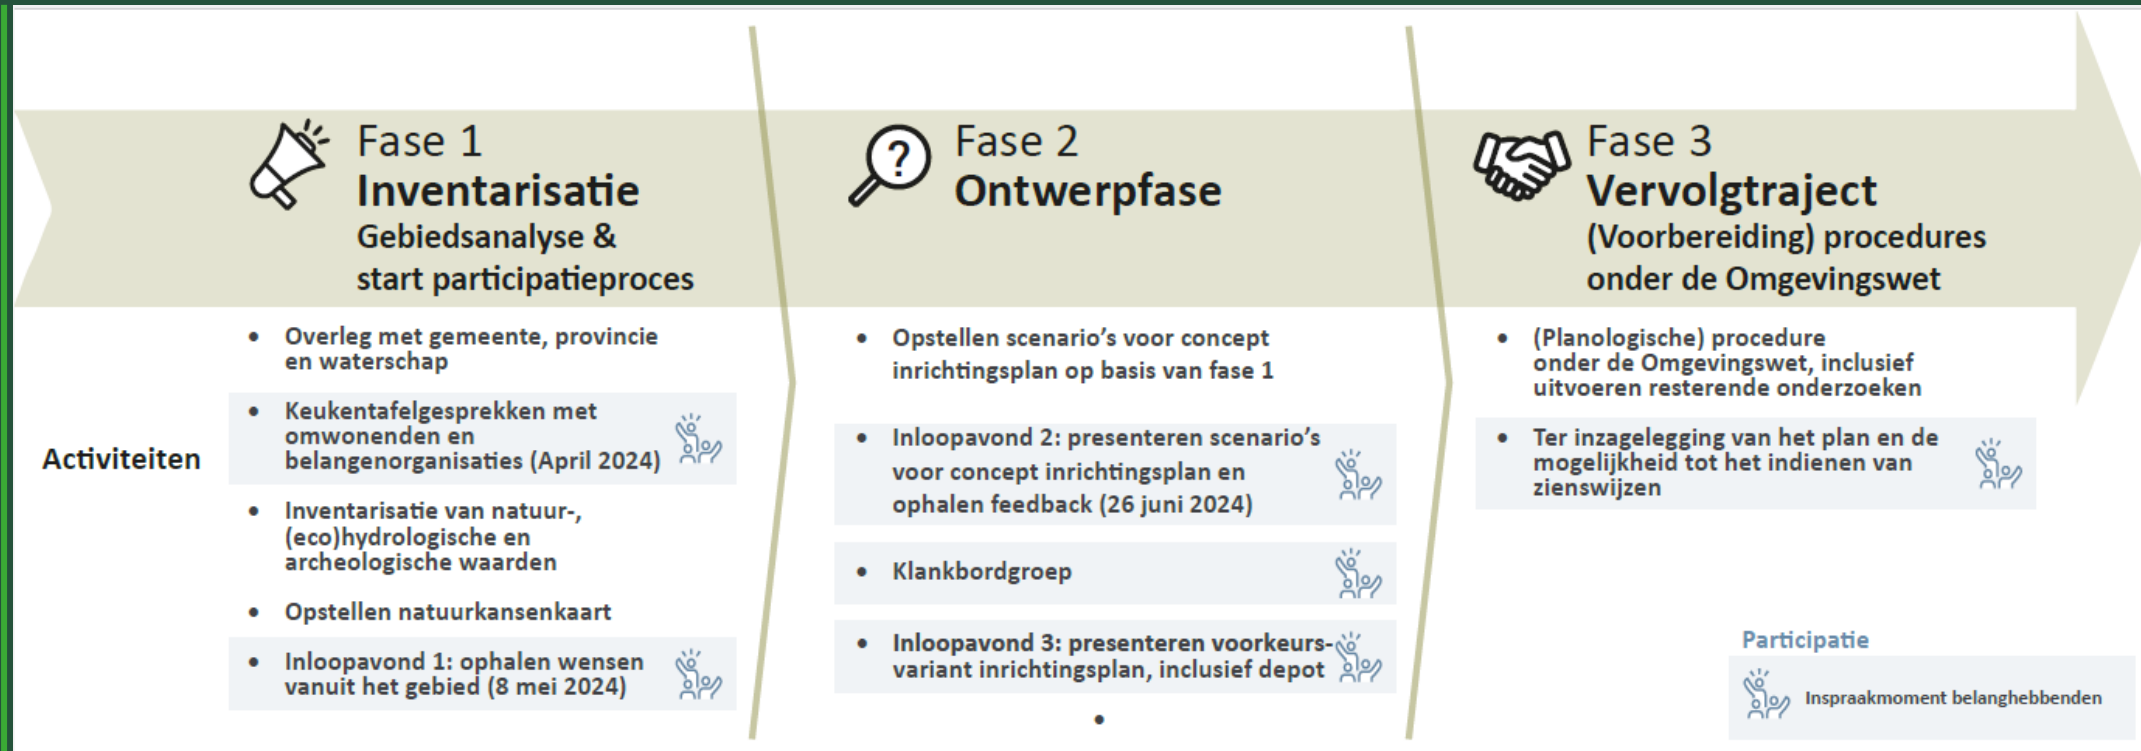 Fase 1
Inventarisatie
Gebiedsanalyse &
start participatieproces
Fase 2
Ontwerpfase
Fase 3
Vervolgtraject
(Voorbereiding) procedures
onder de Omgevingswet
Activiteiten
• Overleg met gemeente, provincie
en waterschap
• Keukentafelgesprekken met
omwonenden en
belangenorganisaties (April 2024)
• Inventarisatie van natuur-,
(eco)hydrologische en
archeologische waarden
• Opstellen natuurkansenkaart
• Inloopavond 1: ophalen wensen
vanuit het gebied (8 mei 2024)
• Opstellen scenario's voor concept
inrichtingsplan op basis van fase 1
• Inloopavond 2: presenteren scenario's
voor concept inrichtingsplan en
ophalen feedback (26 juni 2024)
• Klankbordgroep
• Inloopavond 3: presenteren voorkeurs-
variant inrichtingsplan, inclusief depot
•
• (Planologische) procedure
onder de Omgevingswet, inclusief
uitvoeren resterende onderzoeken
• Ter inzagelegging van het plan en de
mogelijkheid tot het indienen van
zienswijzen
Participatie
Inspraakmoment belanghebbenden